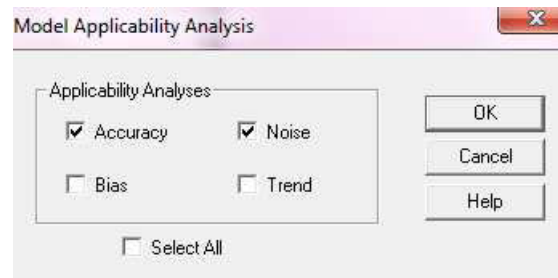 Model Applicability Analysis
Applicability Analyses
Accuracy Noise
Bias Trend
Select All
OK
Cancel
Help